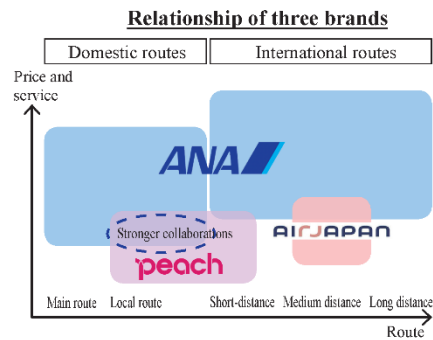 Relationship of three brands
Domestic routes
International routes
Price and
service
ANA
Stronger collaborations
AIRJAPAN
peach
Main route
Local route
Short-distance
Medium distance
Long distance
Route